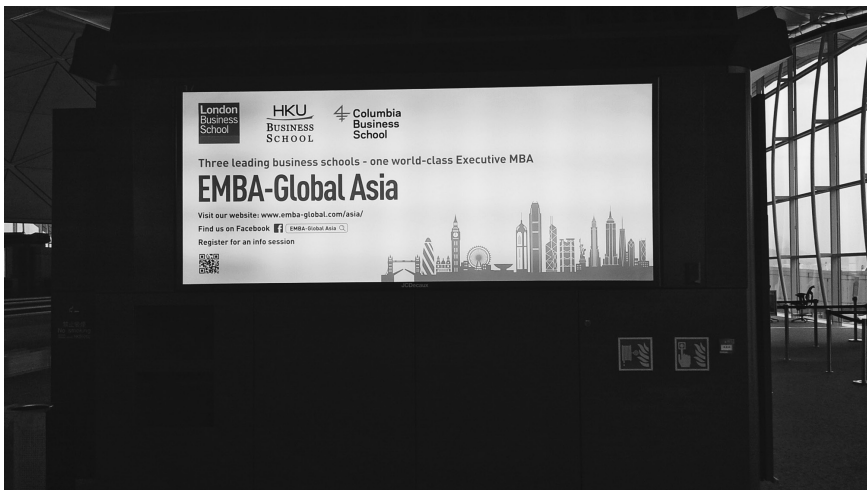 London
Business
School
HKU
BUSINESS
SCHOOL
Columbia
Business
School
Three leading business schools - one world-class Executive MBA
EMBA-Global Asia
Visit our website: www.emba-global.com/asia/
Find us on Facebook f EMBA-Global Asia
Register for an info session
JCDecaux